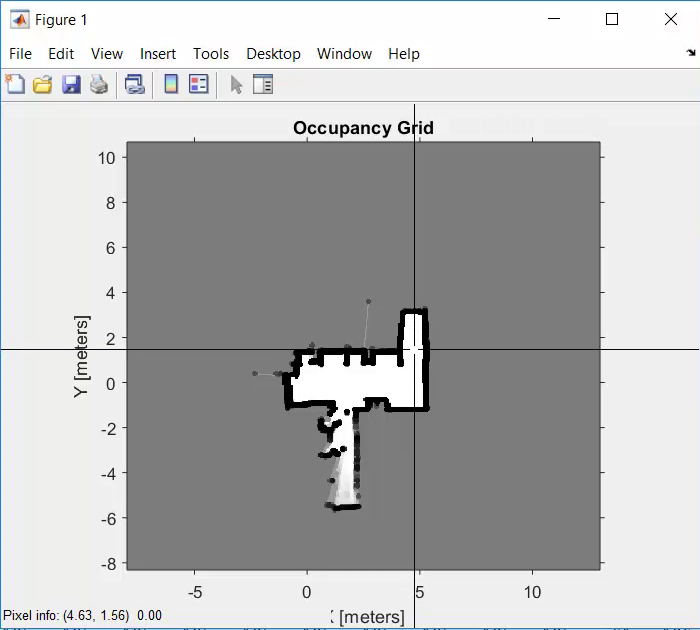 Figure 1
File Edit View Insert Tools Desktop Window Help
Occupancy Grid
10
8
6
4
2
0
-2
-4
-6
-8
Y [meters]
-5 0 5 10
[meters]
Pixel info: (4.63, 1.56) 0.00